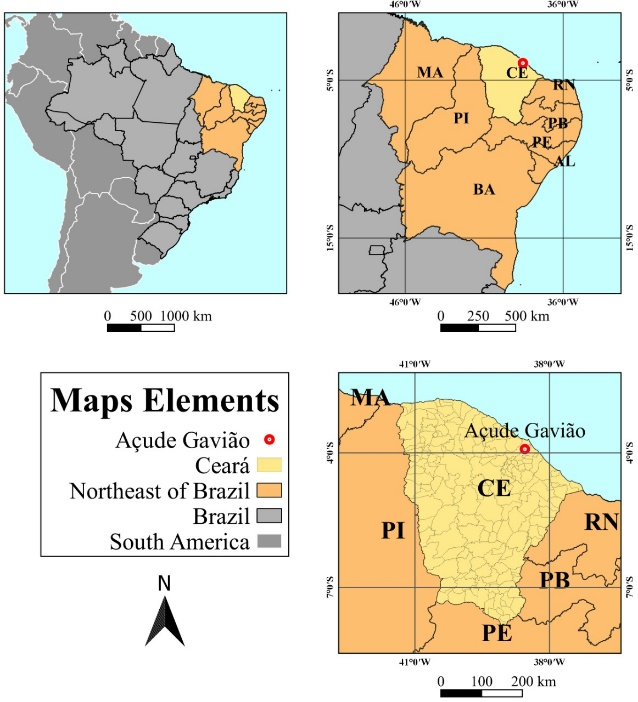 46°0'W 36°0'W
MA
CE
5°0'S 5°0'S
RN
PI
PB
PE
AL
BA
15°0'S 15°0'S
46°0'W 36°0'W
0 500 1000 km
0 250 500 km
Maps Elements
Açude Gavião
Ceará
Northeast of Brazil
Brazil
South America
N
41°0'W 38°0'W
MA
Açude Gavião
4°0'S 4°0'S
CE
RN
PI
PB
7°0'S 7°0'S
PE
41°0'W 38°0'W
0 100 200 km